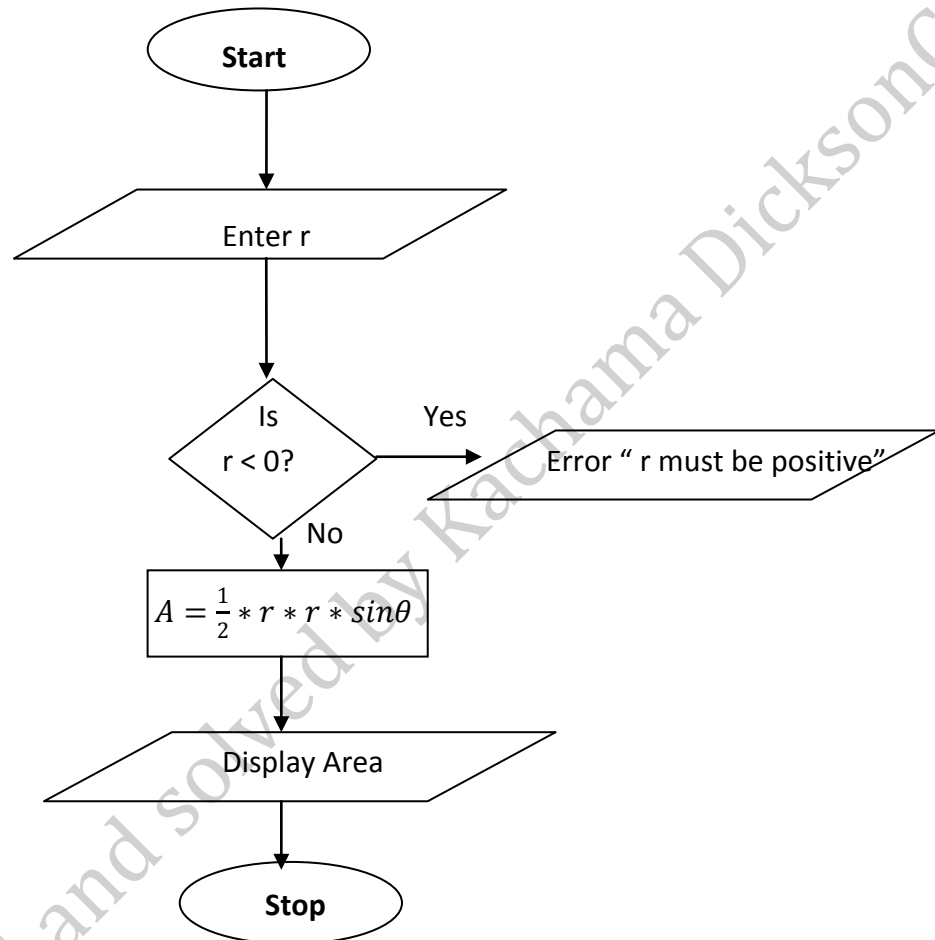 Start
Enter r
Is
r < 0?
Yes
Error “ r must be positive”
No
A = 1/2 ∗ r ∗ r ∗ sinθ
Display Area
Stop
and solved by Kachama Dickson